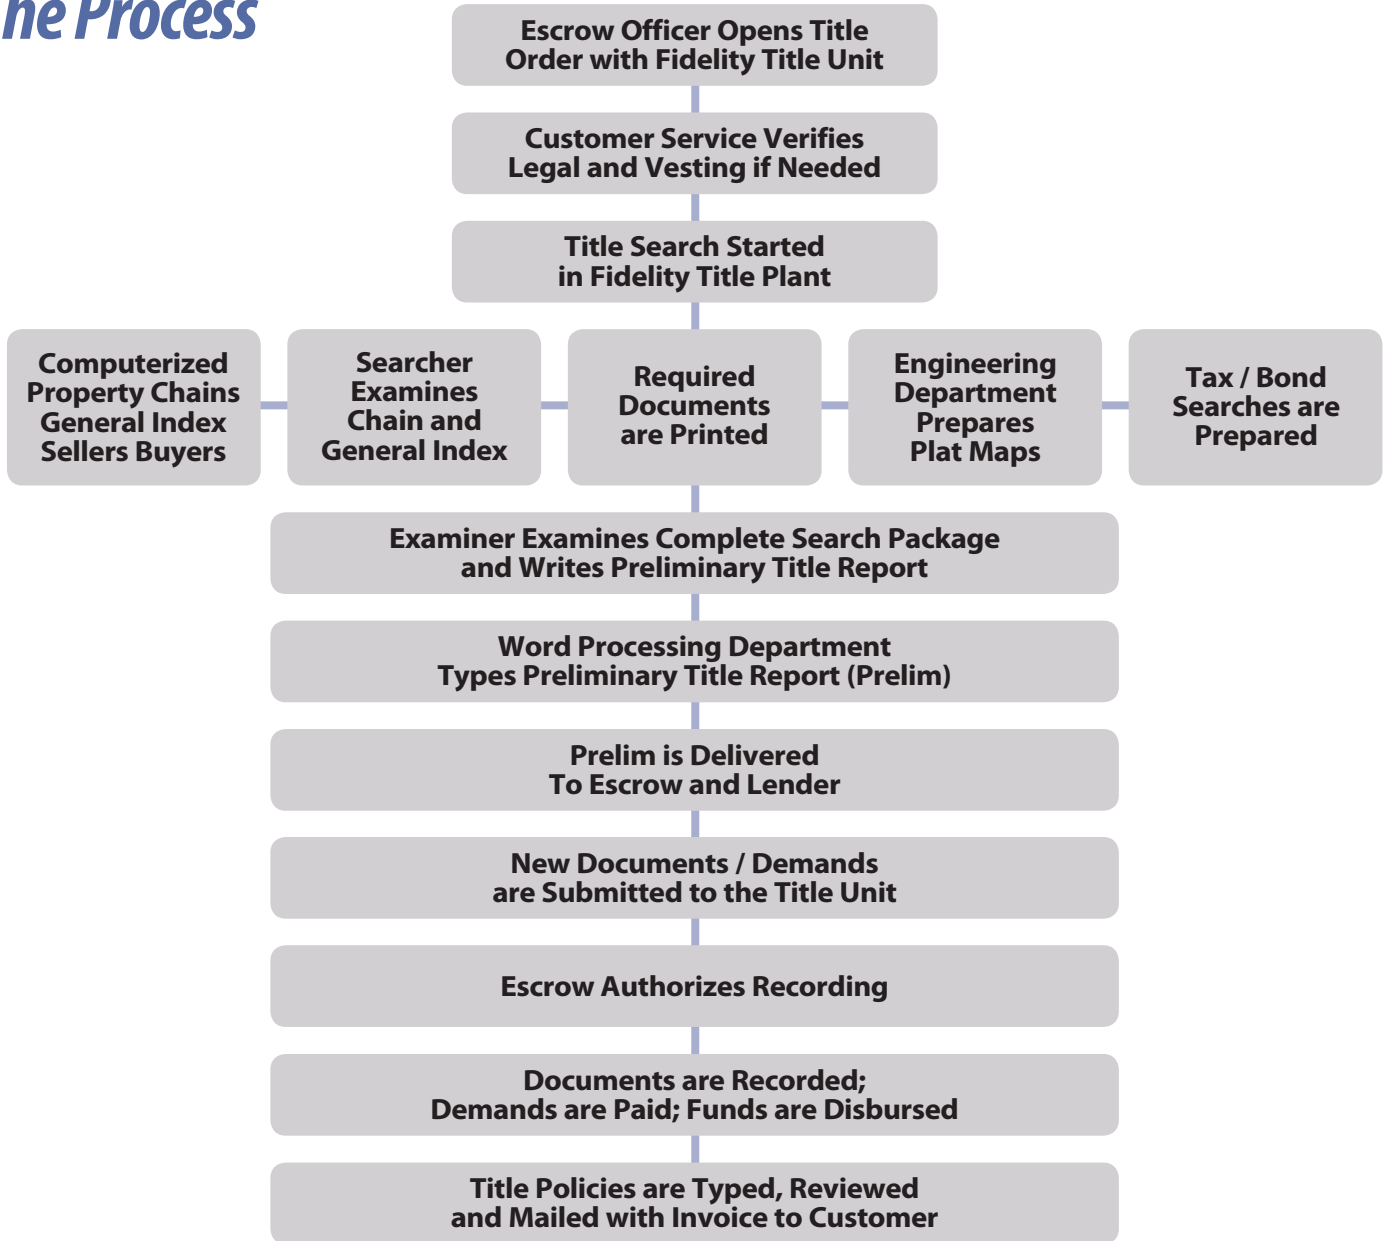 he Process
Escrow Officer Opens Title
Order with Fidelity Title Unit
Customer Service Verifies
Legal and Vesting if Needed
Title Search Started
in Fidelity Title Plant
Computerized
Property Chains
General Index
Sellers Buyers
Searcher
Examines
Chain and
General Index
Required
Documents
are Printed
Engineering
Department
Prepares
Plat Maps
Tax / Bond
Searches are
Prepared
Examiner Examines Complete Search Package
and Writes Preliminary Title Report
Word Processing Department
Types Preliminary Title Report (Prelim)
Prelim is Delivered
To Escrow and Lender
New Documents / Demands
are Submitted to the Title Unit
Escrow Authorizes Recording
Documents are Recorded;
Demands are Paid; Funds are Disbursed
Title Policies are Typed, Reviewed
and Mailed with Invoice to Customer